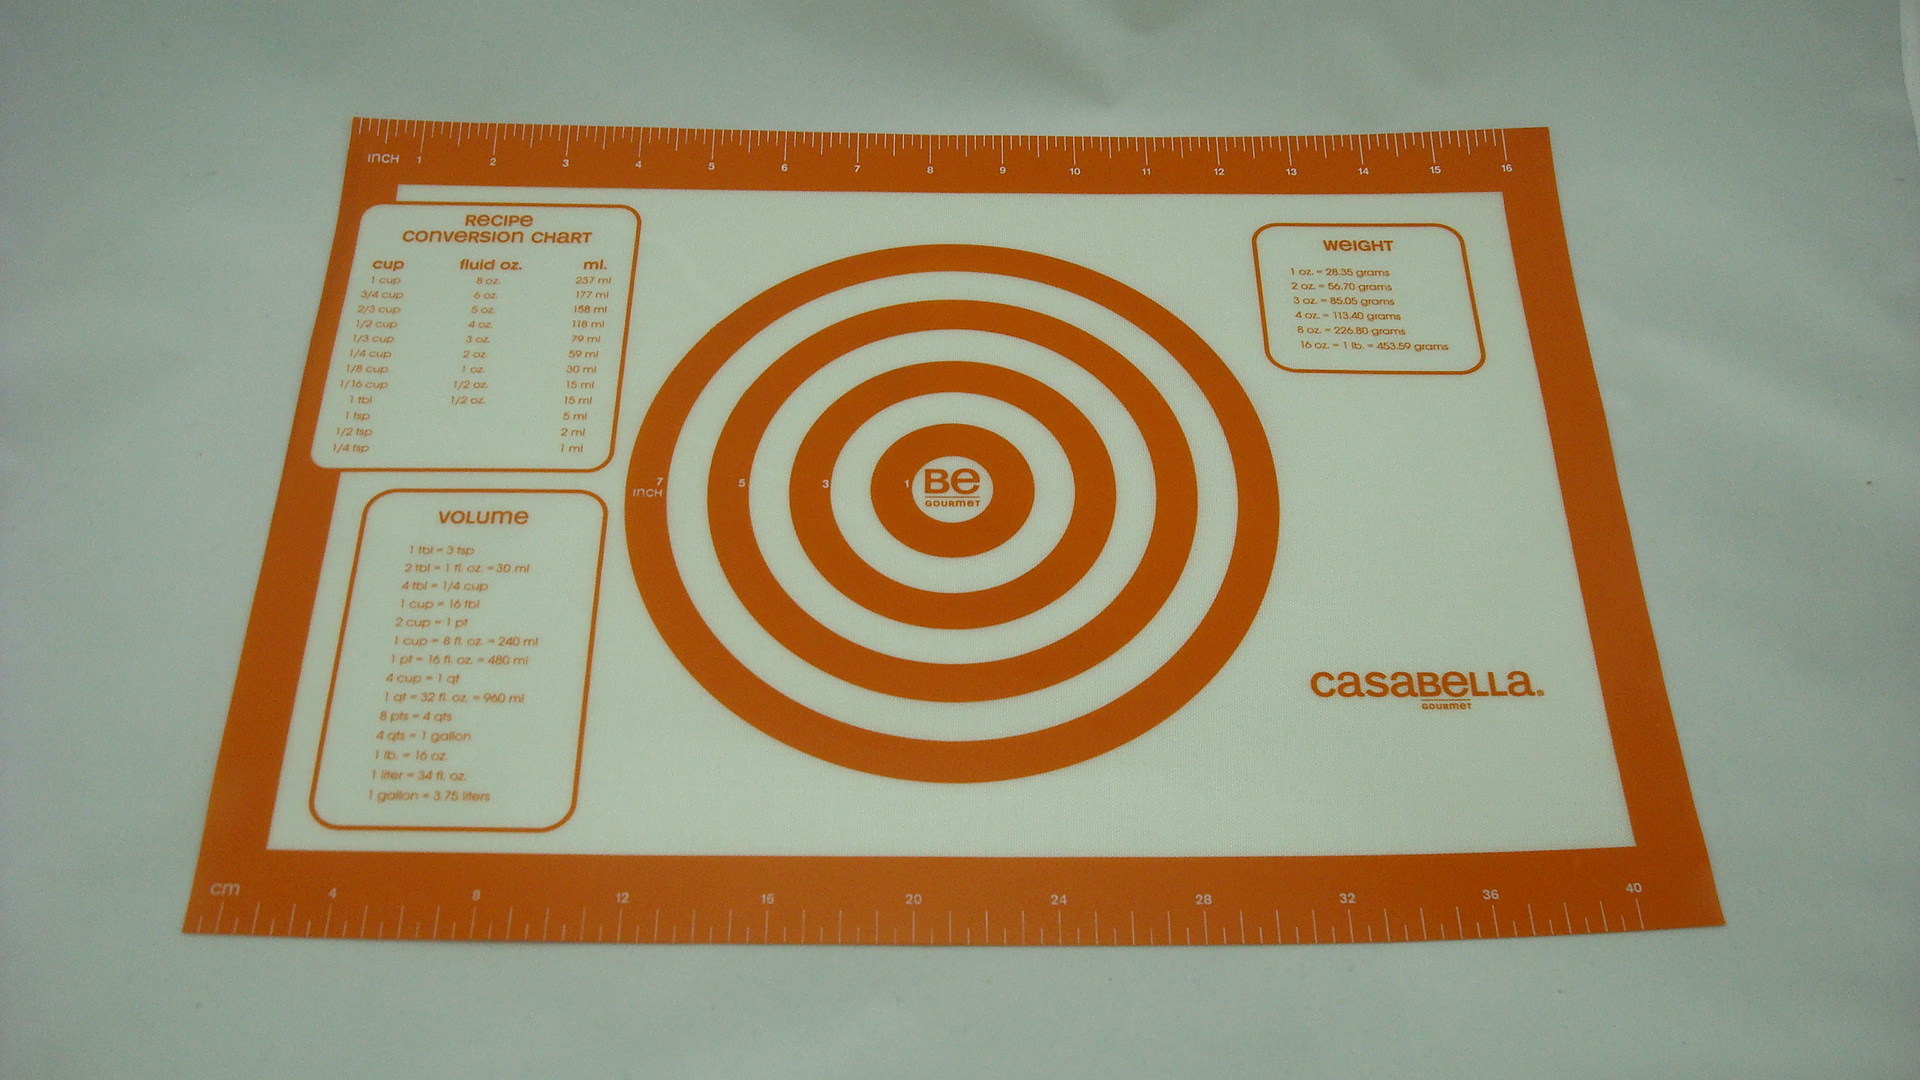 INCH 1 2 3 4 5 6 7 8 9 10 11 12 13 14 15 16
RECIPE
CONVERSION CHART
cup fluid oz. ml.
1 cup 8 oz. 237 ml
3/4 cup 6 oz. 177 ml
2/3 cup 5 oz. 158 ml
1/2 cup 4 oz. 118 ml
1/3 cup 3 oz. 79 ml
1/4 cup 2 oz. 59 ml
1/8 cup 1 oz. 30 ml
1/16 cup 1/2 oz. 15 ml
1 tbl 1/2 oz. 15 ml
1 tsp 5 ml
1/2 tsp 2 ml
1/4 tsp 1 ml
VOLUME
1 tbl = 3 tsp
2 tbl = 1 fl. oz. = 30 ml
4 tbl = 1/4 cup
1 cup = 16 tbl
2 cup = 1 pt
1 cup = 8 fl. oz. = 240 ml
1 pt = 16 fl. oz. = 480 ml
4 cup = 1 qt
1 qt = 32 fl. oz. = 960 ml
8 pts = 4 qts
4 qts = 1 gallon
1 lb. = 16 oz.
1 liter = 34 fl. oz.
1 gallon = 3.75 liters
7 5 3 1
INCH
Be
GOURMET
WEIGHT
1 oz. = 28.35 grams
2 oz. = 56.70 grams
3 oz. = 85.05 grams
4 oz. = 113.40 grams
8 oz. = 226.80 grams
16 oz. = 1 lb. = 453.59 grams
casaBeLLa.
GOURMET
cm 4 8 12 16 20 24 28 32 36 40